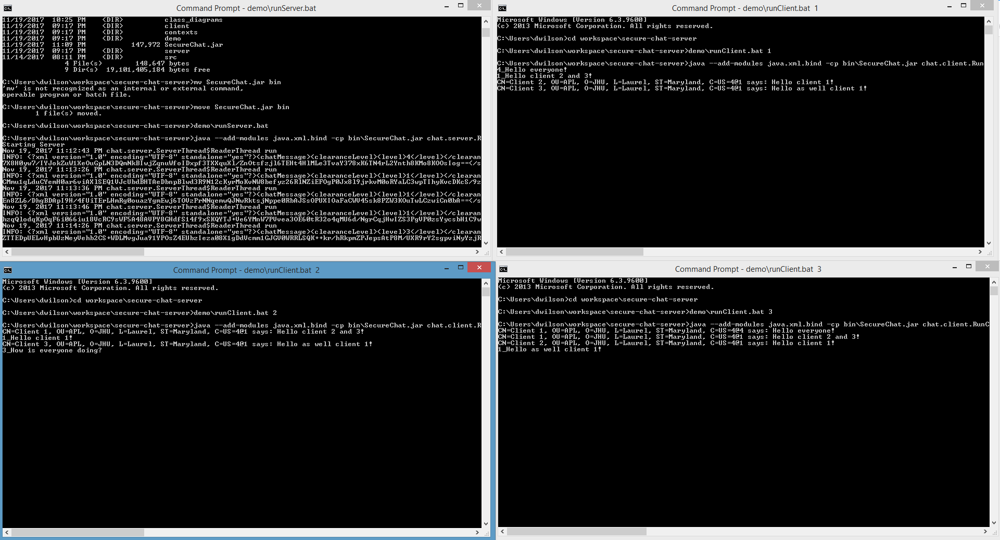 Command Prompt - demo\runServer.bat
11/19/2017  10:25 PM    <DIR>          class_diagrams
11/19/2017  09:17 PM    <DIR>          client
11/19/2017  09:17 PM    <DIR>          contexts
11/19/2017  09:17 PM    <DIR>          demo
11/19/2017  11:09 PM           147,972 SecureChat.jar
11/19/2017  09:17 PM    <DIR>          server
11/14/2017  08:11 PM    <DIR>          src
4 File(s)        148,647 bytes
9 Dir(s)  19,101,405,184 bytes free
C:\Users\dwilson\workspace\secure-chat-server>mv SecureChat.jar bin
'mv' is not recognized as an internal or external command,
operable program or batch file.
C:\Users\dwilson\workspace\secure-chat-server>move SecureChat.jar bin
1 file(s) moved.
C:\Users\dwilson\workspace\secure-chat-server>demo\runServer.bat
C:\Users\dwilson\workspace\secure-chat-server>java --add-modules java.xml.bind -cp bin\SecureChat.jar chat.server.R
Starting Server
Nov 19, 2017 11:12:43 PM chat.server.ServerThread$ReaderThread run
INFO: <?xml version="1.0" encoding="UTF-8" standalone="yes"?><chatMessage><clearanceLevel><level>4</level></clearan
Nov 19, 2017 11:13:26 PM chat.server.ServerThread$ReaderThread run
INFO: <?xml version="1.0" encoding="UTF-8" standalone="yes"?><chatMessage><clearanceLevel><level>1</level></clearan
Nov 19, 2017 11:13:36 PM chat.server.ServerThread$ReaderThread run
INFO: <?xml version="1.0" encoding="UTF-8" standalone="yes"?><chatMessage><clearanceLevel><level>1</level></clearan
Nov 19, 2017 11:13:46 PM chat.server.ServerThread$ReaderThread run
INFO: <?xml version="1.0" encoding="UTF-8" standalone="yes"?><chatMessage><clearanceLevel><level>1</level></clearan
Nov 19, 2017 11:14:26 PM chat.server.ServerThread$ReaderThread run
INFO: <?xml version="1.0" encoding="UTF-8" standalone="yes"?><chatMessage><clearanceLevel><level>3</level></clearan
Command Prompt - demo\runClient.bat  1
Microsoft Windows [Version 6.3.9600]
(c) 2013 Microsoft Corporation. All rights reserved.
C:\Users\dwilson>cd workspace\secure-chat-server
C:\Users\dwilson\workspace\secure-chat-server>demo\runClient.bat 1
C:\Users\dwilson\workspace\secure-chat-server>java --add-modules java.xml.bind -cp bin\SecureChat.jar chat.client.Run
4_Hello everyone!
1_Hello client 2 and 3!
CN=Client 2, OU=APL, O=JHU, L=Laurel, ST=Maryland, C=US=4@1 says: Hello client 1!
CN=Client 3, OU=APL, O=JHU, L=Laurel, ST=Maryland, C=US=4@1 says: Hello as well client 1!
Command Prompt - demo\runClient.bat  2
Microsoft Windows [Version 6.3.9600]
(c) 2013 Microsoft Corporation. All rights reserved.
C:\Users\dwilson>cd workspace\secure-chat-server
C:\Users\dwilson\workspace\secure-chat-server>demo\runClient.bat 2
C:\Users\dwilson\workspace\secure-chat-server>java --add-modules java.xml.bind -cp bin\SecureChat.jar chat.client.R
CN=Client 1, OU=APL, O=JHU, L=Laurel, ST=Maryland, C=US=4@1 says: Hello client 2 and 3!
1_Hello client 1!
CN=Client 3, OU=APL, O=JHU, L=Laurel, ST=Maryland, C=US=4@1 says: Hello as well client 1!
3_How is everyone doing?
Command Prompt - demo\runClient.bat  3
Microsoft Windows [Version 6.3.9600]
(c) 2013 Microsoft Corporation. All rights reserved.
C:\Users\dwilson>cd workspace\secure-chat-server
C:\Users\dwilson\workspace\secure-chat-server>demo\runClient.bat 3
C:\Users\dwilson\workspace\secure-chat-server>java --add-modules java.xml.bind -cp bin\SecureChat.jar chat.client.RunC
CN=Client 1, OU=APL, O=JHU, L=Laurel, ST=Maryland, C=US=4@4 says: Hello everyone!
CN=Client 1, OU=APL, O=JHU, L=Laurel, ST=Maryland, C=US=4@1 says: Hello client 2 and 3!
CN=Client 2, OU=APL, O=JHU, L=Laurel, ST=Maryland, C=US=4@1 says: Hello client 1!
1_Hello as well client 1!